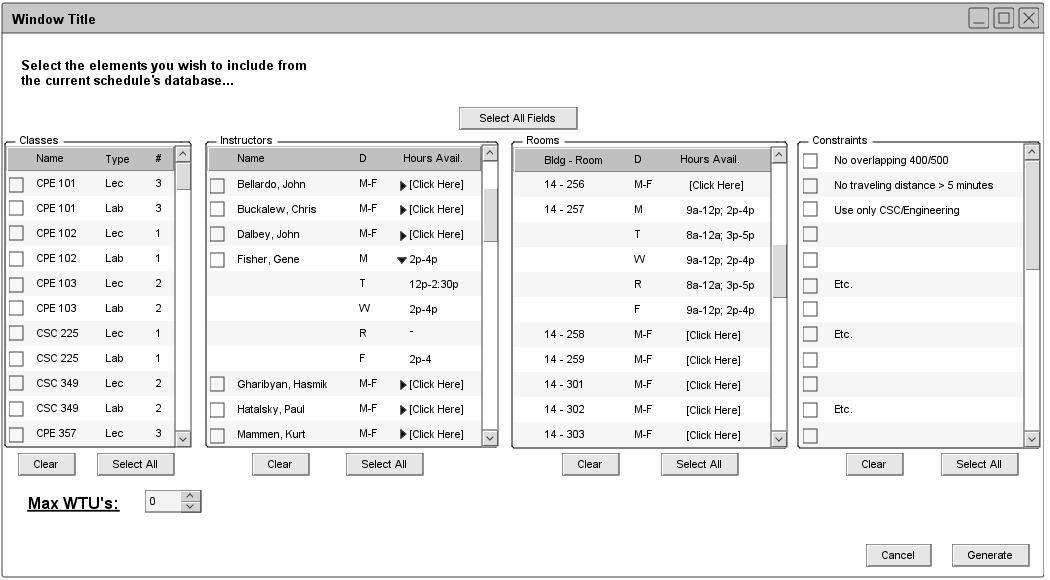 Window Title
Select the elements you wish to include from
the current schedule's database...
Select All Fields
Classes
Name Type #
CPE 101 Lec 3
CPE 101 Lab 3
CPE 102 Lec 1
CPE 102 Lab 1
CPE 103 Lec 2
CPE 103 Lab 2
CSC 225 Lec 1
CSC 225 Lab 1
CSC 349 Lec 2
CSC 349 Lab 2
CPE 357 Lec 3
Clear Select All
Instructors
Name D Hours Avail.
Bellardo, John M-F [Click Here]
Buckalew, Chris M-F [Click Here]
Dalbey, John M-F [Click Here]
Fisher, Gene M 2p-4p
T 12p-2:30p
W 2p-4p
R -
F 2p-4
Gharibyan, Hasmik M-F [Click Here]
Hatalsky, Paul M-F [Click Here]
Mammen, Kurt M-F [Click Here]
Clear Select All
Rooms
Bldg - Room D Hours Avail.
14 - 256 M-F [Click Here]
14 - 257 M 9a-12p; 2p-4p
T 8a-12a; 3p-5p
W 9a-12p; 2p-4p
R 8a-12a; 3p-5p
F 9a-12p; 2p-4p
14 - 258 M-F [Click Here]
14 - 259 M-F [Click Here]
14 - 301 M-F [Click Here]
14 - 302 M-F [Click Here]
14 - 303 M-F [Click Here]
Clear Select All
Constraints
No overlapping 400/500
No traveling distance > 5 minutes
Use only CSC/Engineering
Etc.
Etc.
Etc.
Clear Select All
Max WTU's: 0
Cancel Generate